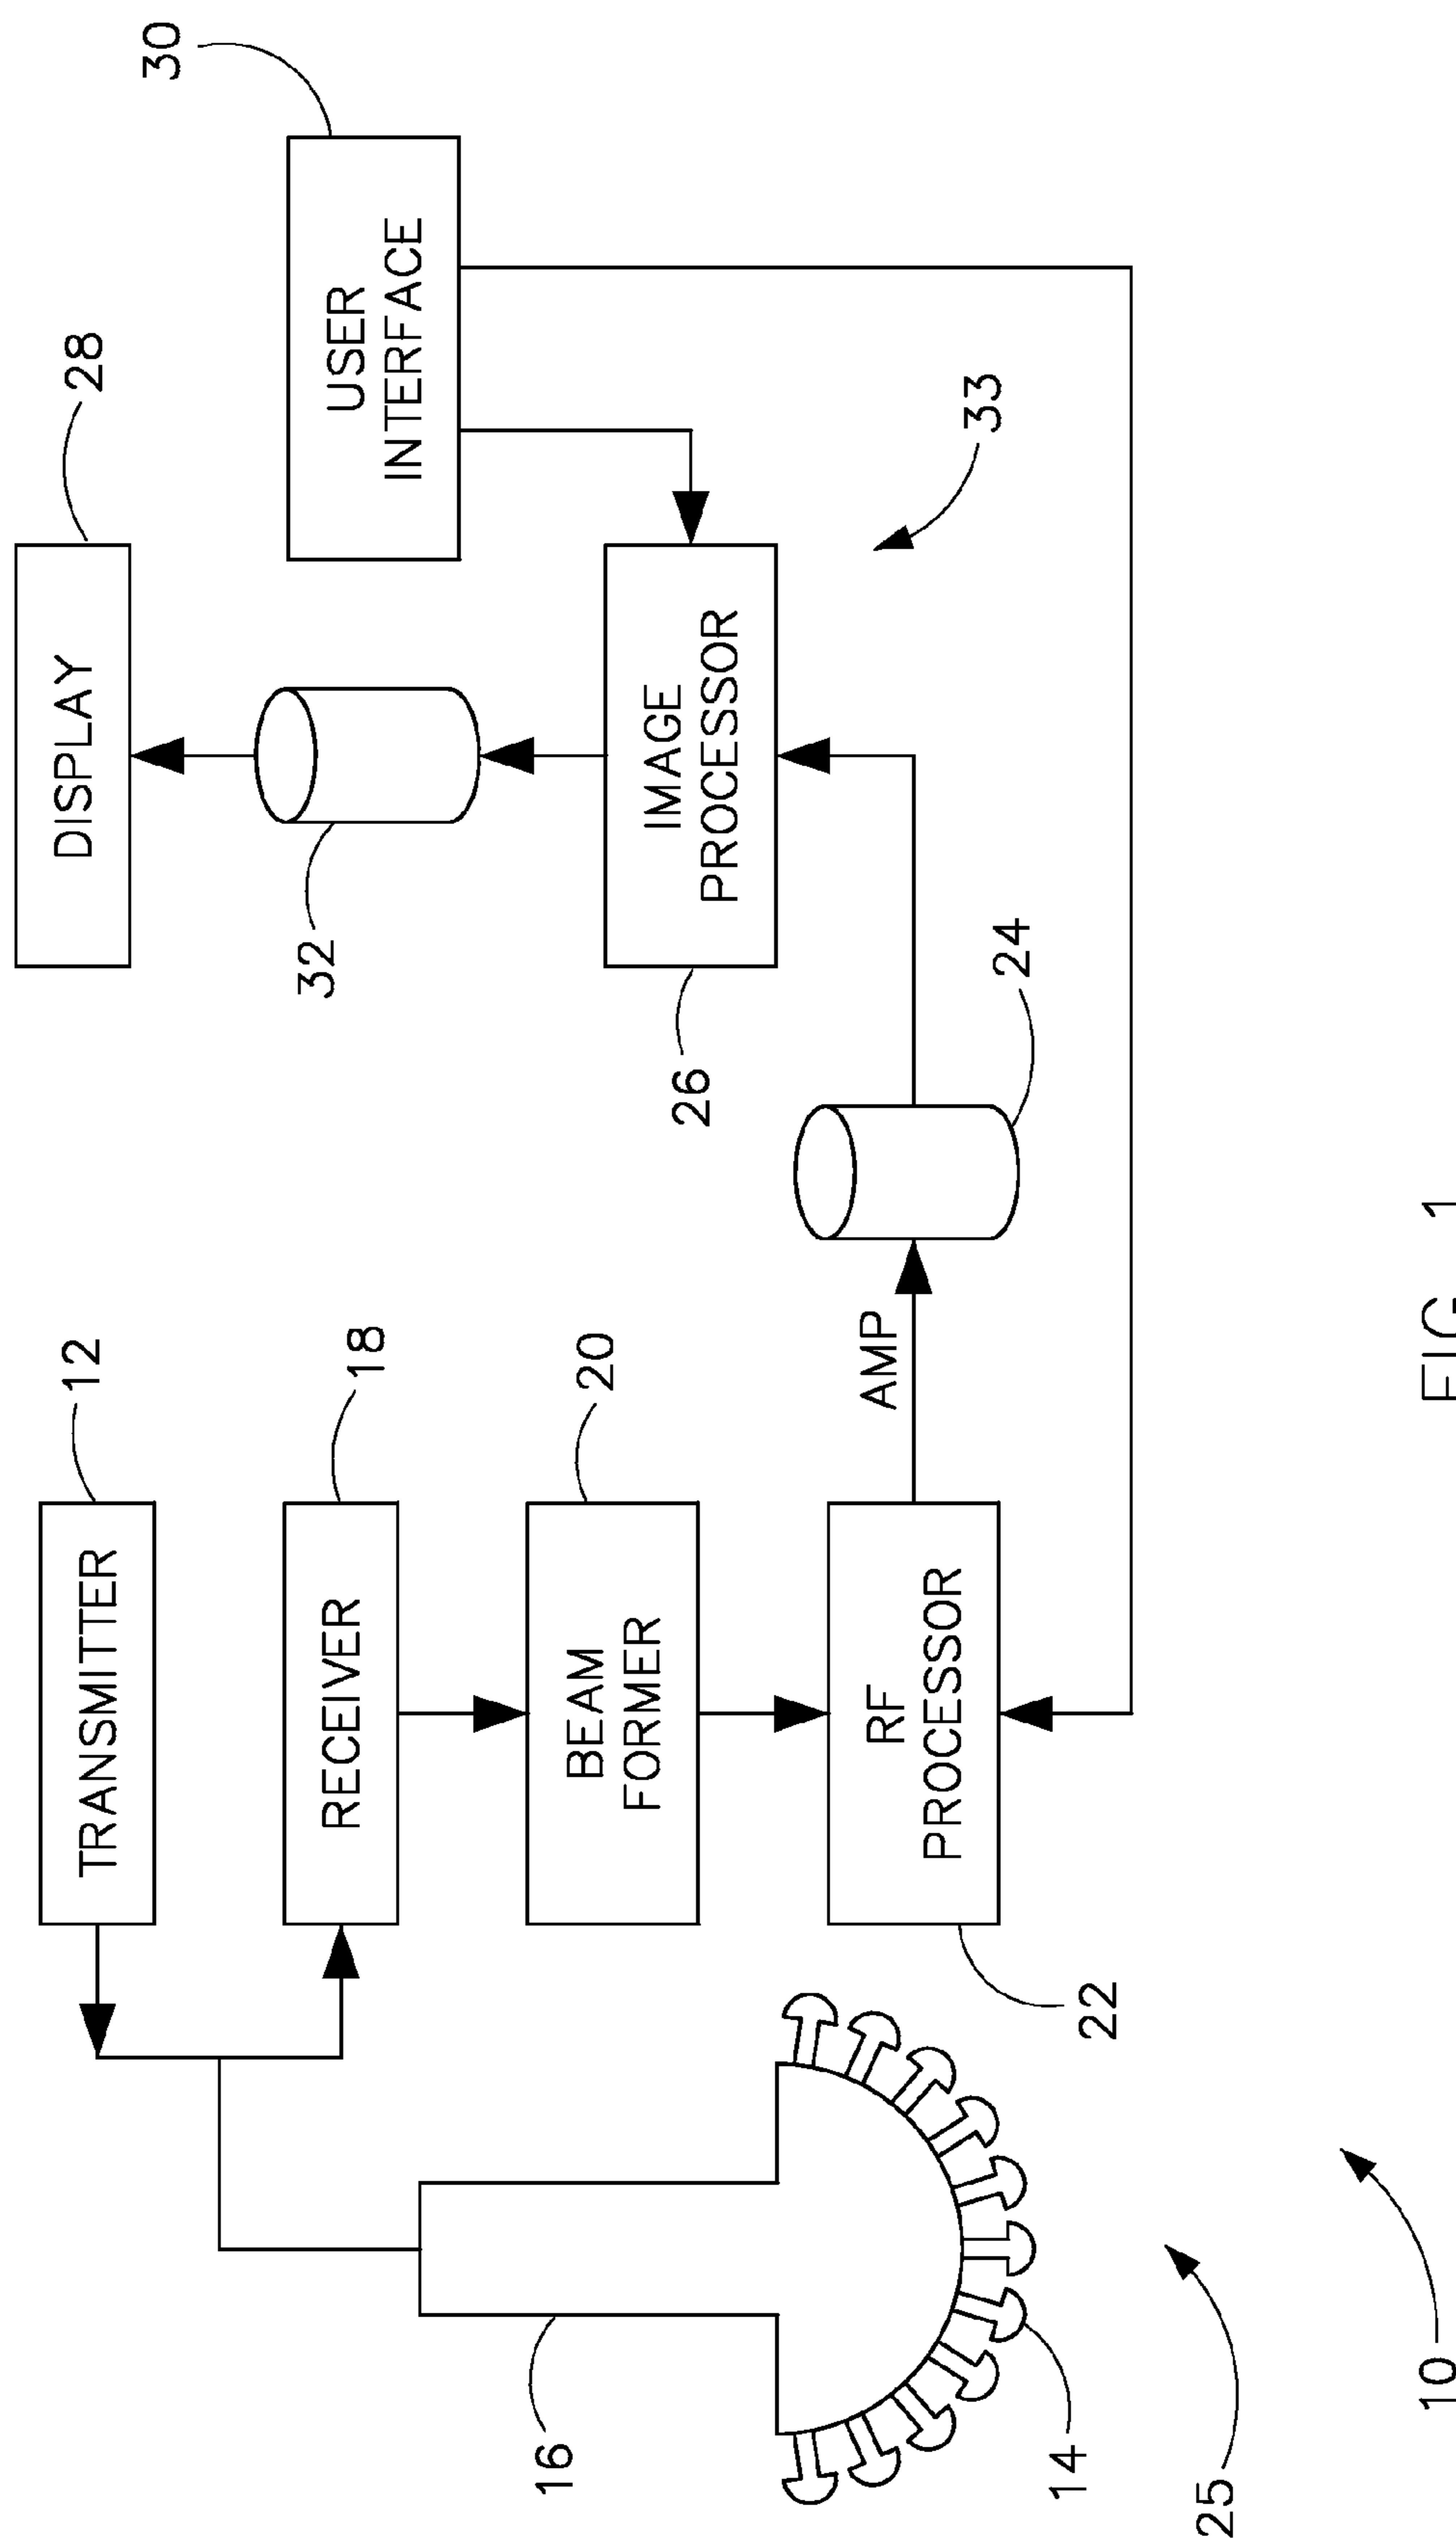 12
TRANSMITTER
18
RECEIVER
20
BEAM
FORMER
RF
PROCESSOR
22
16
14
25
10
AMP
24
28
DISPLAY
32
30
USER
INTERFACE
IMAGE
PROCESSOR
26
33
FIG. 1